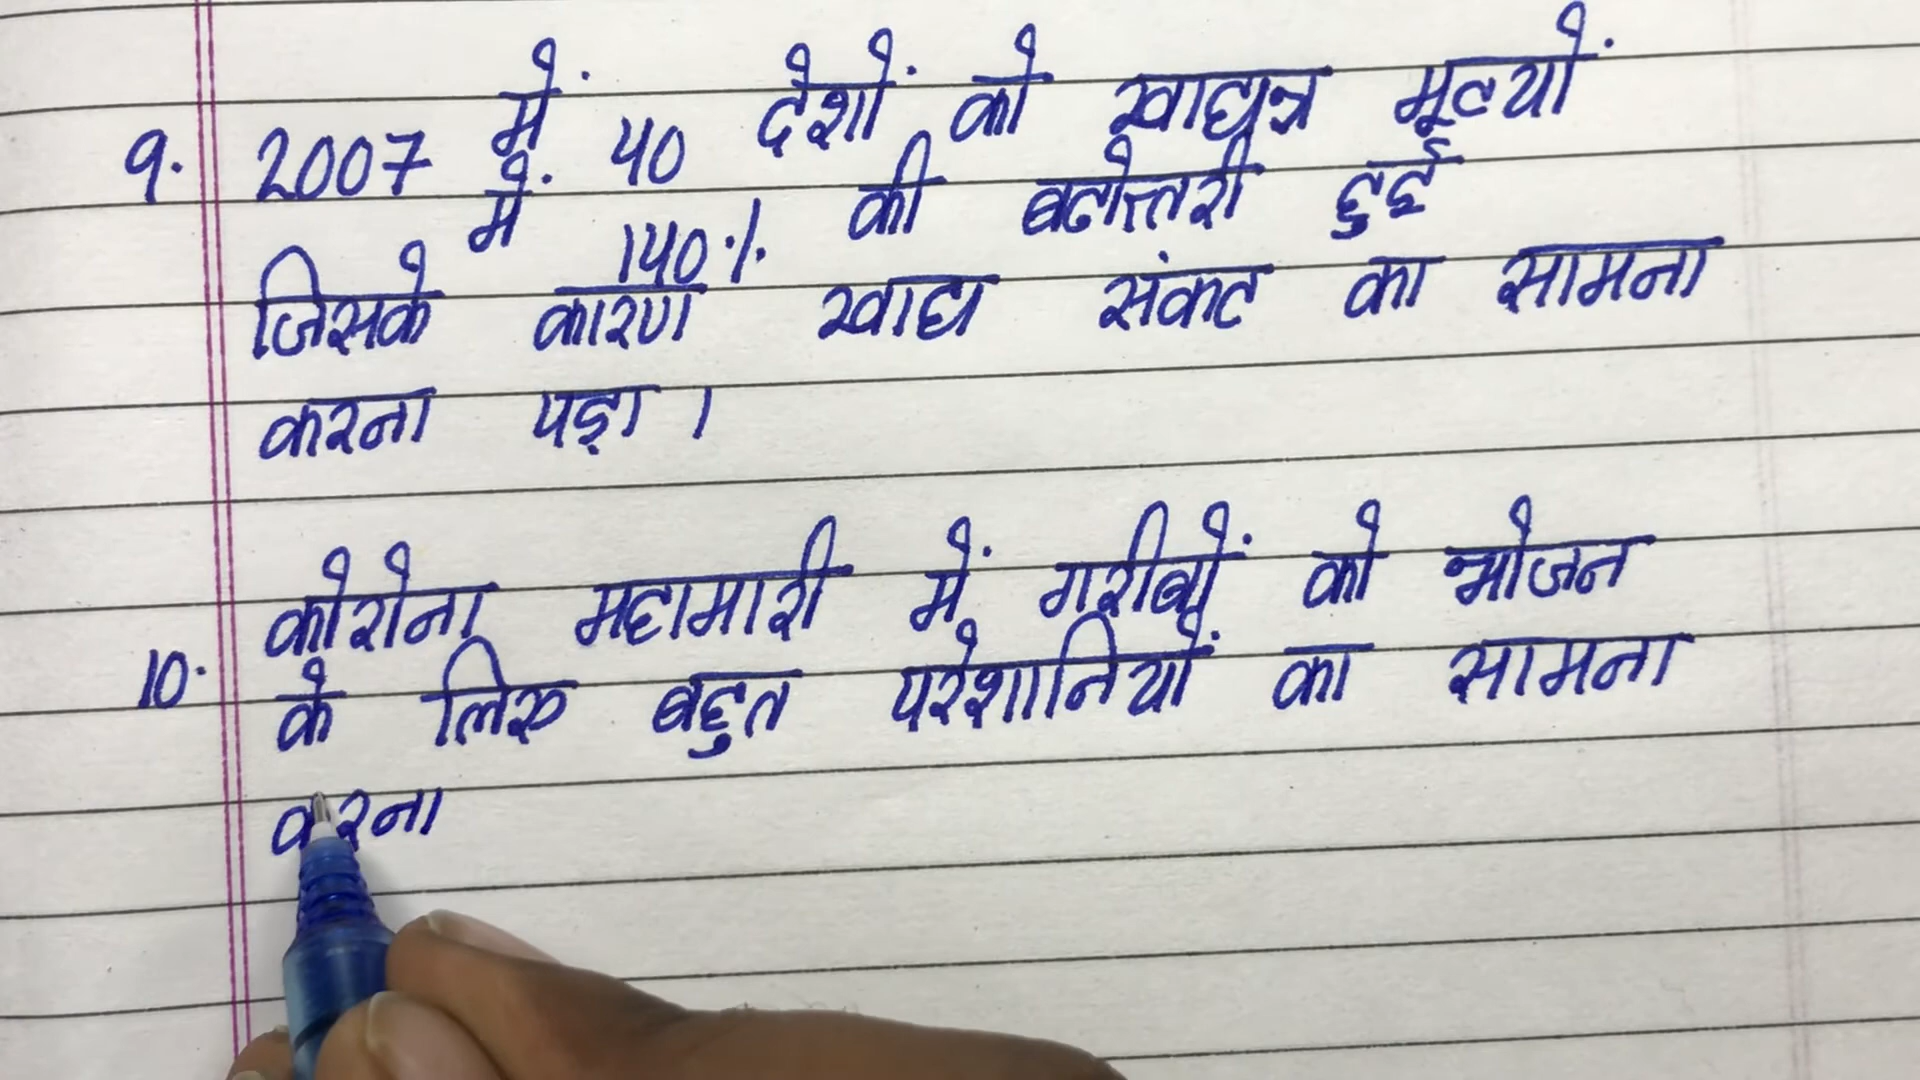 9. 2007 में 40 देशों को खाद्यन्न मूल्यों
में 140% की बढोत्तरी हुई
जिसके कारण खाद्य संकट का सामना
करना पड़ा।
10. कोरोना महामारी में गरीबों को भोजन
के लिए बहुत परेशानियों का सामना
करना